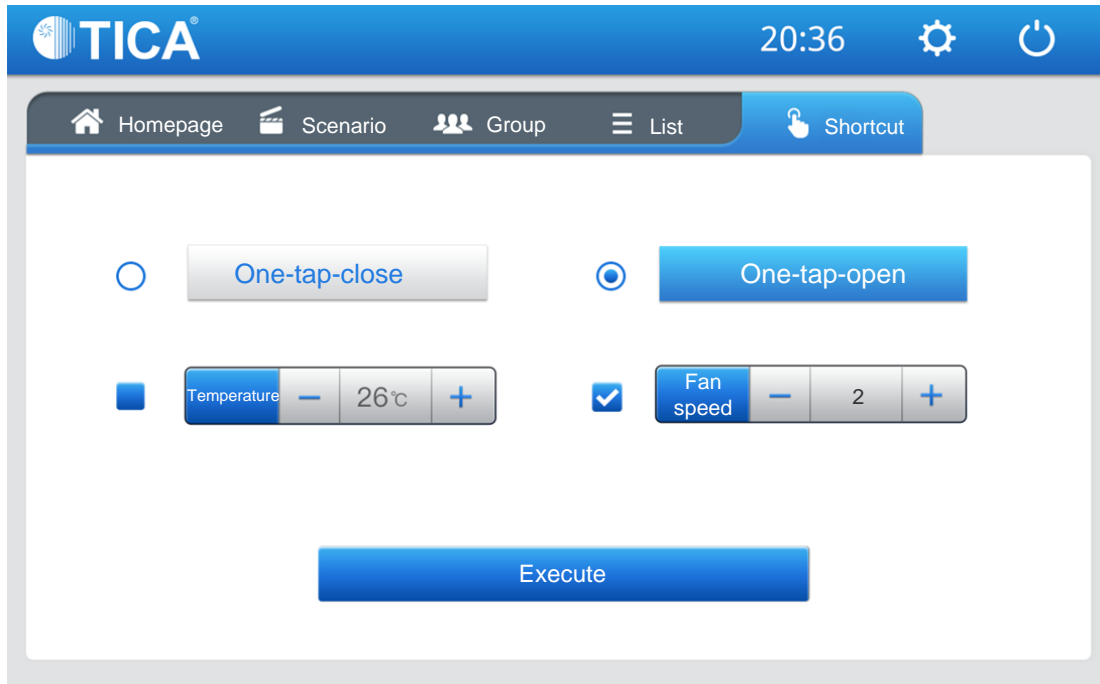 TICA®
20:36
Homepage
Scenario
Group
List
Shortcut
One-tap-close
One-tap-open
Temperature
− 26℃ +
Fan
speed
− 2 +
Execute